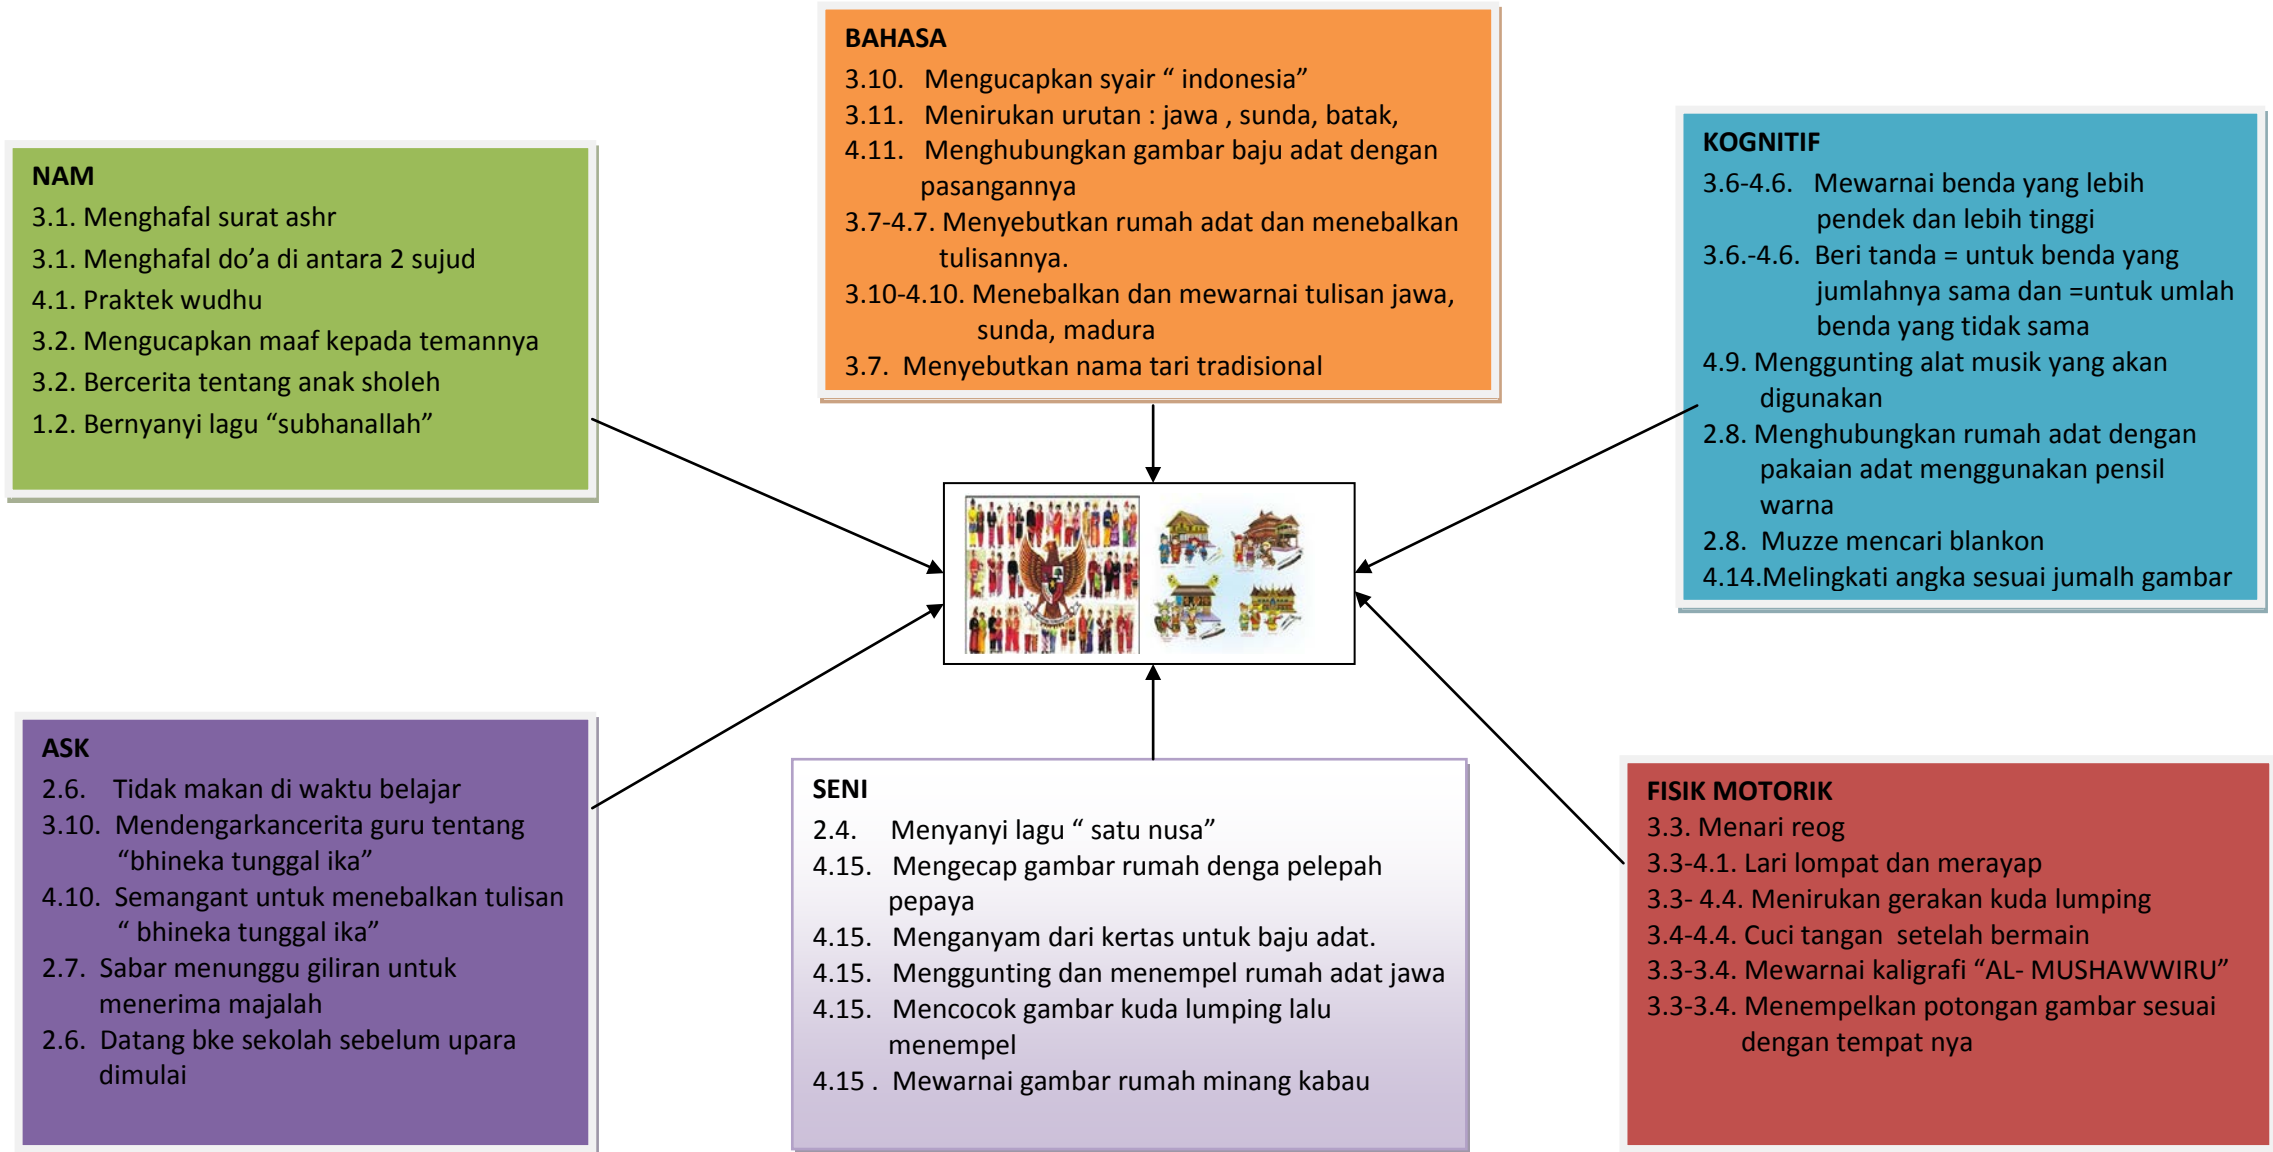 BAHASA
3.10. Mengucapkan syair “ indonesia”
3.11. Menirukan urutan : jawa , sunda, batak,
4.11. Menghubungkan gambar baju adat dengan
pasangannya
3.7-4.7. Menyebutkan rumah adat dan menebalkan
tulisannya.
3.10-4.10. Menebalkan dan mewarnai tulisan jawa,
sunda, madura
3.7. Menyebutkan nama tari tradisional
NAM
3.1. Menghafal surat ashr
3.1. Menghafal do’a di antara 2 sujud
4.1. Praktek wudhu
3.2. Mengucapkan maaf kepada temannya
3.2. Bercerita tentang anak sholeh
1.2. Bernyanyi lagu “subhanallah”
KOGNITIF
3.6-4.6. Mewarnai benda yang lebih
pendek dan lebih tinggi
3.6.-4.6. Beri tanda = untuk benda yang
jumlahnya sama dan =untuk umlah
benda yang tidak sama
4.9. Menggunting alat musik yang akan
digunakan
2.8. Menghubungkan rumah adat dengan
pakaian adat menggunakan pensil
warna
2.8. Muzze mencari blankon
4.14.Melingkati angka sesuai jumalh gambar
ASK
2.6. Tidak makan di waktu belajar
3.10. Mendengarkancerita guru tentang
“bhineka tunggal ika”
4.10. Semangant untuk menebalkan tulisan
“ bhineka tunggal ika”
2.7. Sabar menunggu giliran untuk
menerima majalah
2.6. Datang bke sekolah sebelum upara
dimulai
SENI
2.4. Menyanyi lagu “ satu nusa”
4.15. Mengecap gambar rumah denga pelepah
pepaya
4.15. Menganyam dari kertas untuk baju adat.
4.15. Menggunting dan menempel rumah adat jawa
4.15. Mencocok gambar kuda lumping lalu
menempel
4.15 . Mewarnai gambar rumah minang kabau
FISIK MOTORIK
3.3. Menari reog
3.3-4.1. Lari lompat dan merayap
3.3- 4.4. Menirukan gerakan kuda lumping
3.4-4.4. Cuci tangan setelah bermain
3.3-3.4. Mewarnai kaligrafi “AL- MUSHAWWIRU”
3.3-3.4. Menempelkan potongan gambar sesuai
dengan tempat nya